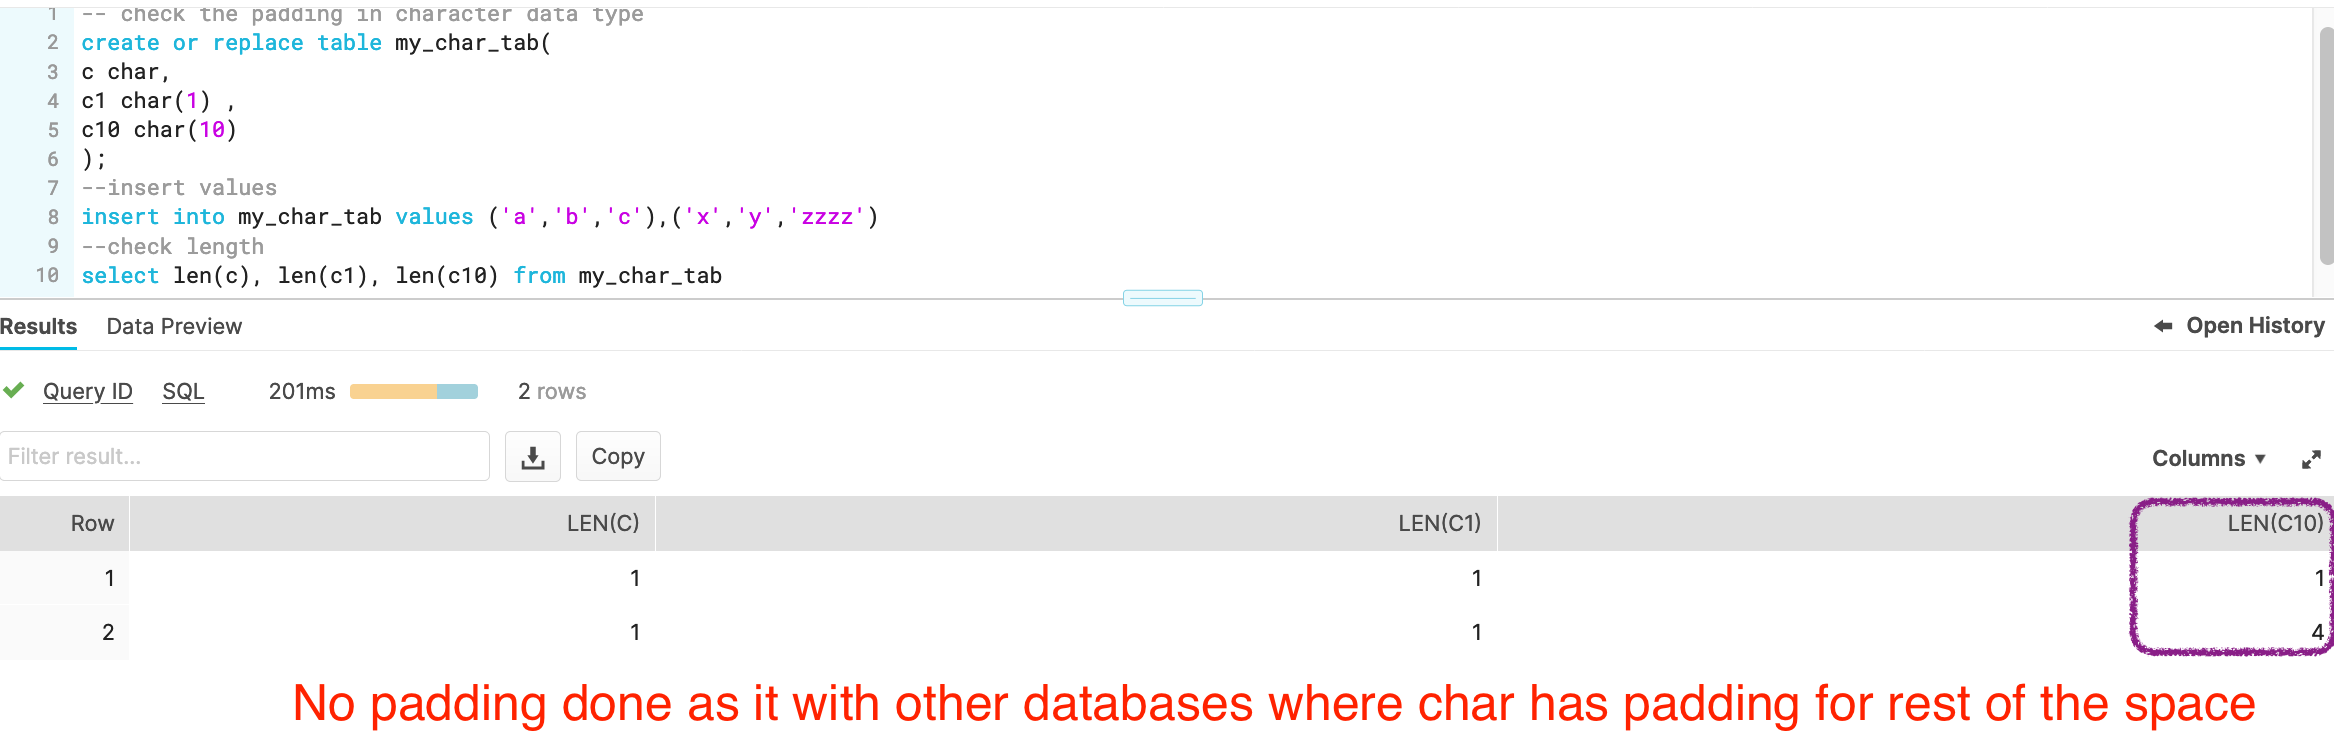 1 -- check the padding in character data type
2 create or replace table my_char_tab(
3 c char,
4 c1 char(1) ,
5 c10 char(10)
6 );
7 --insert values
8 insert into my_char_tab values ('a','b','c'),('x','y','zzzz')
9 --check length
10 select len(c), len(c1), len(c10) from my_char_tab
Results Data Preview Open History
Query ID SQL 201ms 2 rows
Filter result... Copy Columns
Row LEN(C) LEN(C1) LEN(C10)
1 1 1 1
2 1 1 4
No padding done as it with other databases where char has padding for rest of the space